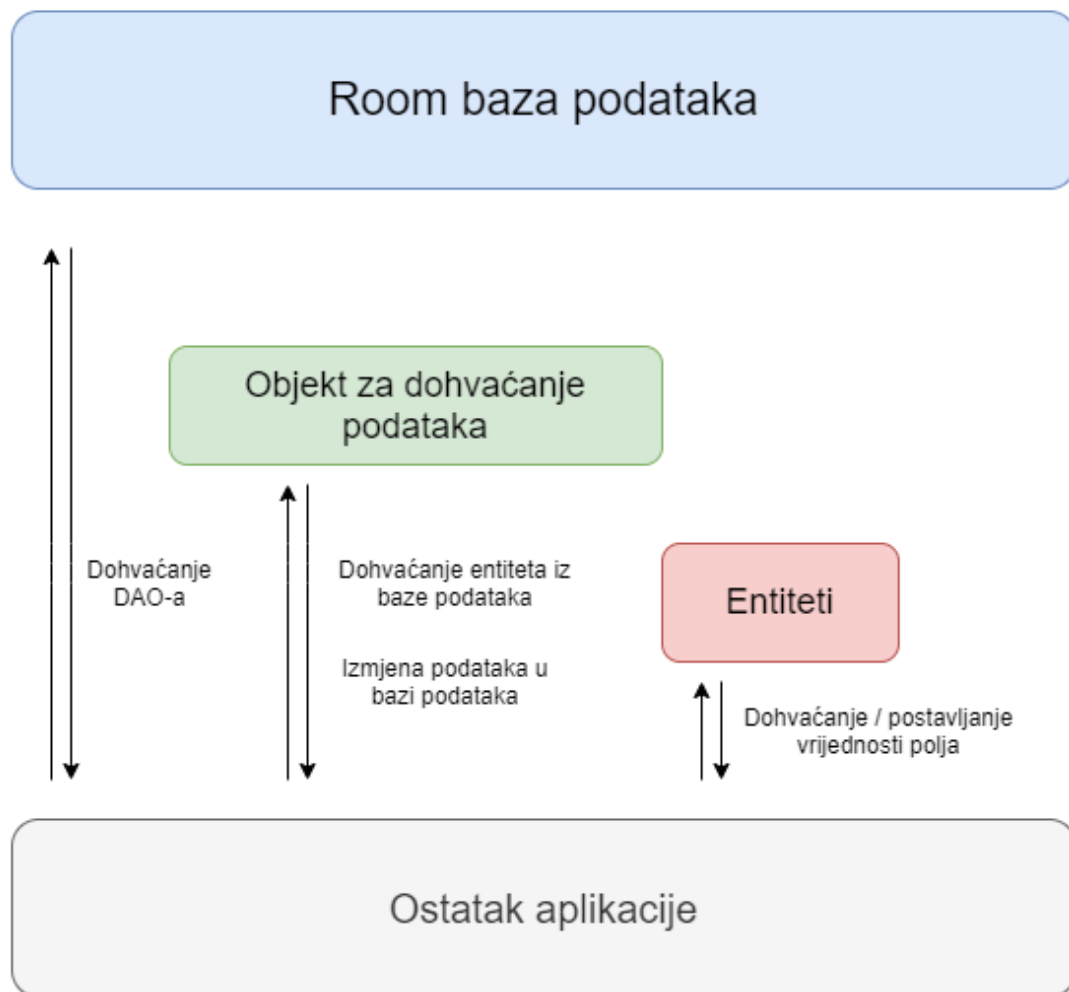 Room baza podataka
Objekt za dohvaćanje
podataka
Dohvaćanje
DAO-a
Dohvaćanje entiteta iz
baze podataka
Izmjena podataka u
bazi podataka
Entiteti
Dohvaćanje / postavljanje
vrijednosti polja
Ostatak aplikacije